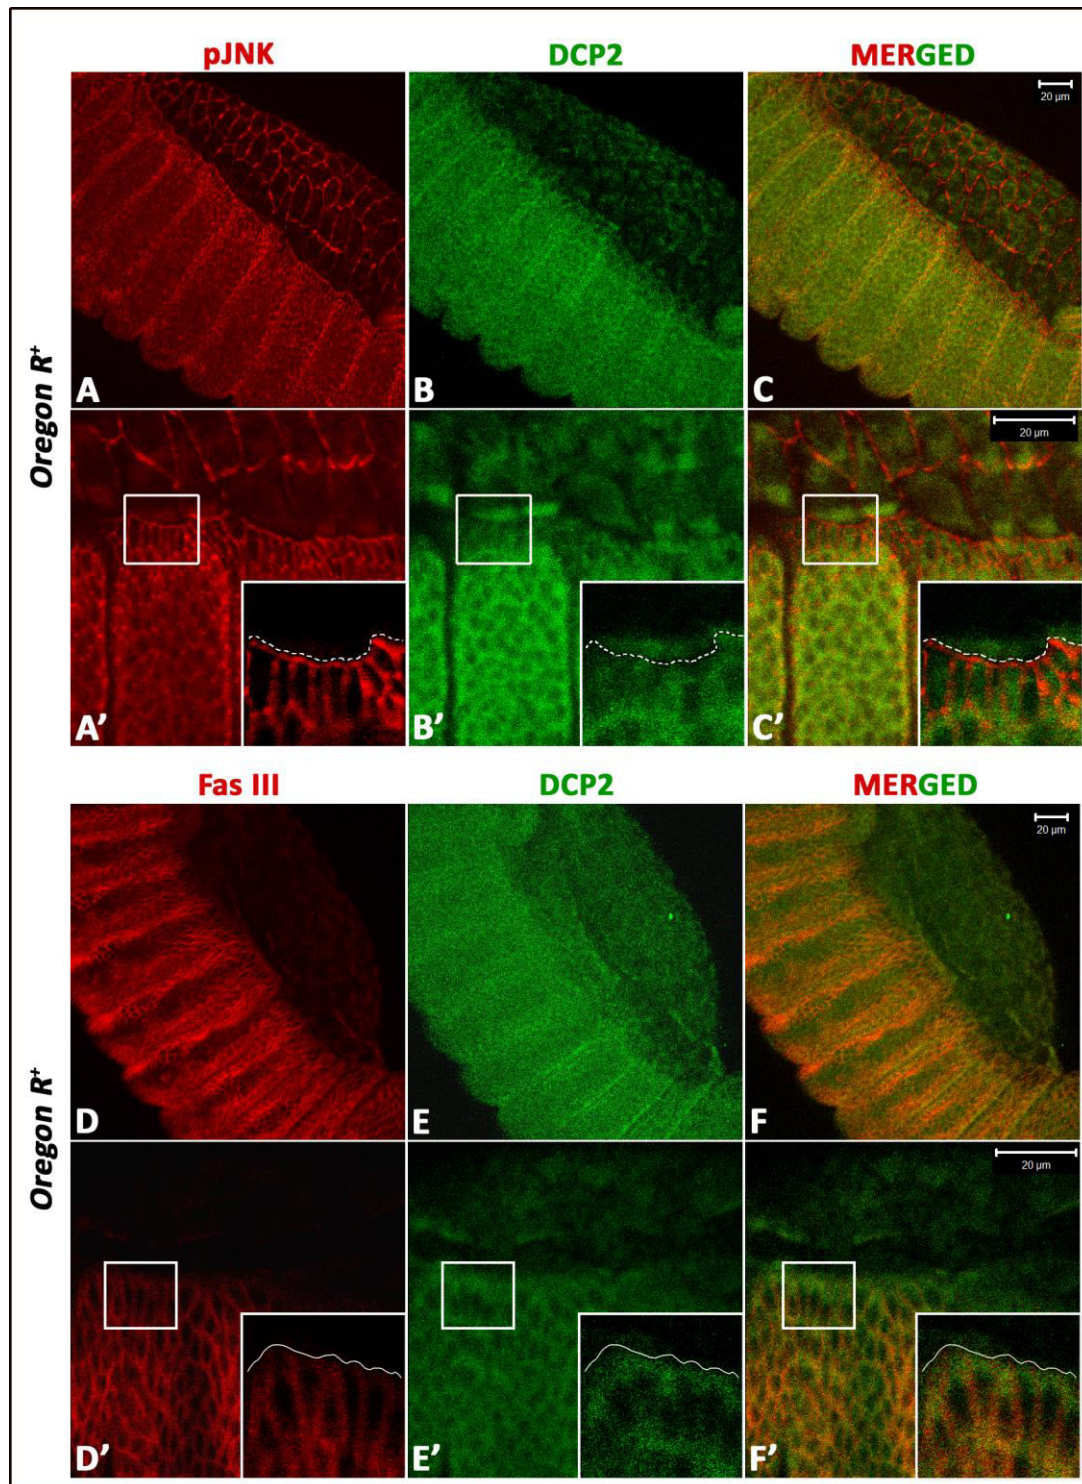 pJNK DCP2 MERGED
20 µm
Oregon R+
A B C
20 µm
A' B' C'
Fas III DCP2 MERGED
20 µm
Oregon R+
D E F
20 µm
D' E' F'